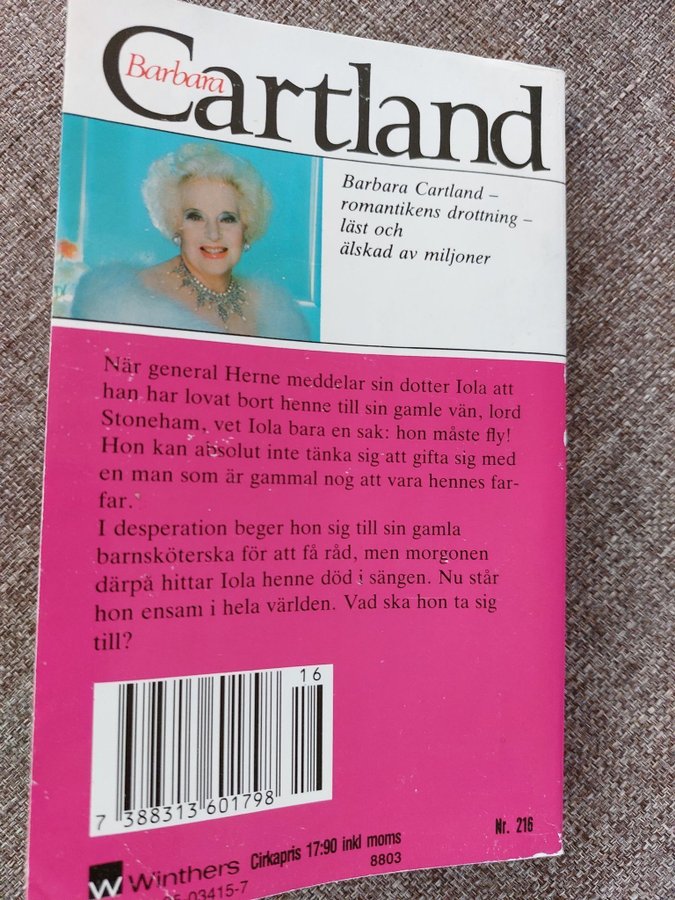 Barbara
Cartland
Barbara Cartland –
romantikens drottning –
läst och
älskad av miljoner
När general Herne meddelar sin dotter Iola att
han har lovat bort henne till sin gamle vän, lord
Stoneham, vet Iola bara en sak: hon måste fly!
Hon kan absolut inte tänka sig att gifta sig med
en man som är gammal nog att vara hennes far-
far.
I desperation beger hon sig till sin gamla
barnsköterska för att få råd, men morgonen
därpå hittar Iola henne död i sängen. Nu står
hon ensam i hela världen. Vad ska hon ta sig
till?
16
7 388313 601798
Nr. 216
W Winthers Cirkapris 17:90 inkl moms
8803
03415-7